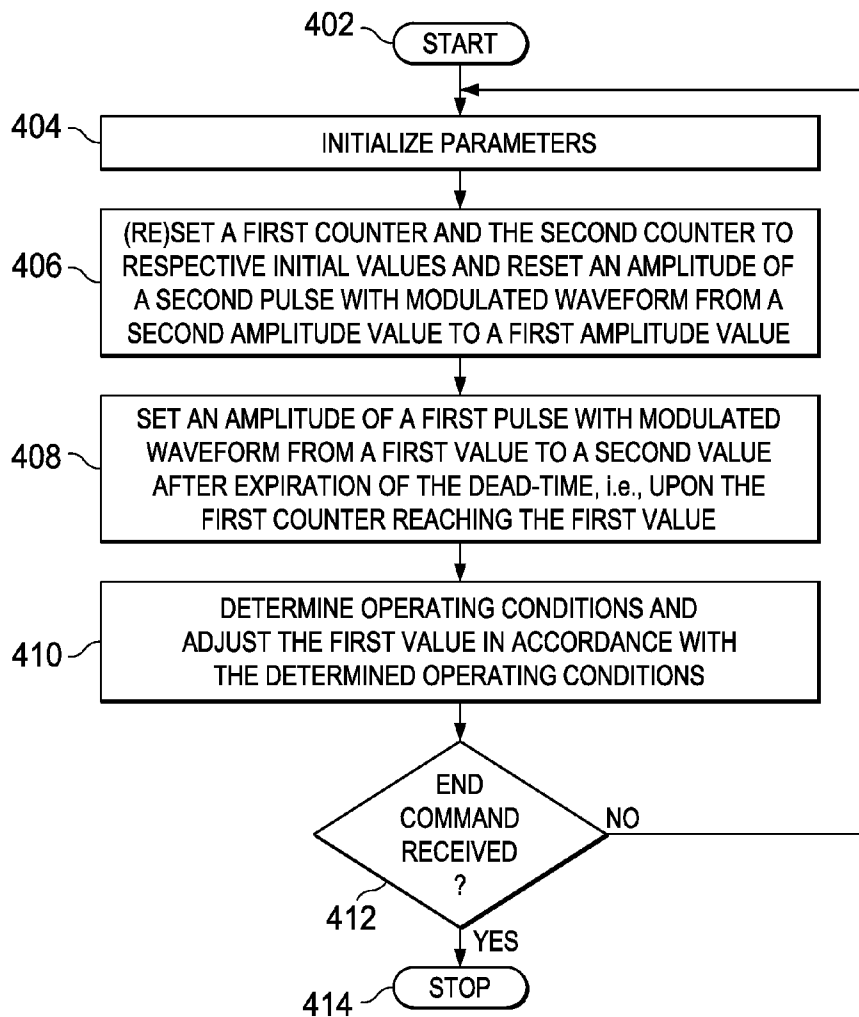 402
START
404
INITIALIZE PARAMETERS
406
(RE)SET A FIRST COUNTER AND THE SECOND COUNTER TO
RESPECTIVE INITIAL VALUES AND RESET AN AMPLITUDE OF
A SECOND PULSE WITH MODULATED WAVEFORM FROM A
SECOND AMPLITUDE VALUE TO A FIRST AMPLITUDE VALUE
408
SET AN AMPLITUDE OF A FIRST PULSE WITH MODULATED
WAVEFORM FROM A FIRST VALUE TO A SECOND VALUE
AFTER EXPIRATION OF THE DEAD-TIME, i.e., UPON THE
FIRST COUNTER REACHING THE FIRST VALUE
410
DETERMINE OPERATING CONDITIONS AND
ADJUST THE FIRST VALUE IN ACCORDANCE WITH
THE DETERMINED OPERATING CONDITIONS
END
COMMAND
RECEIVED
?
NO
412
YES
STOP
414